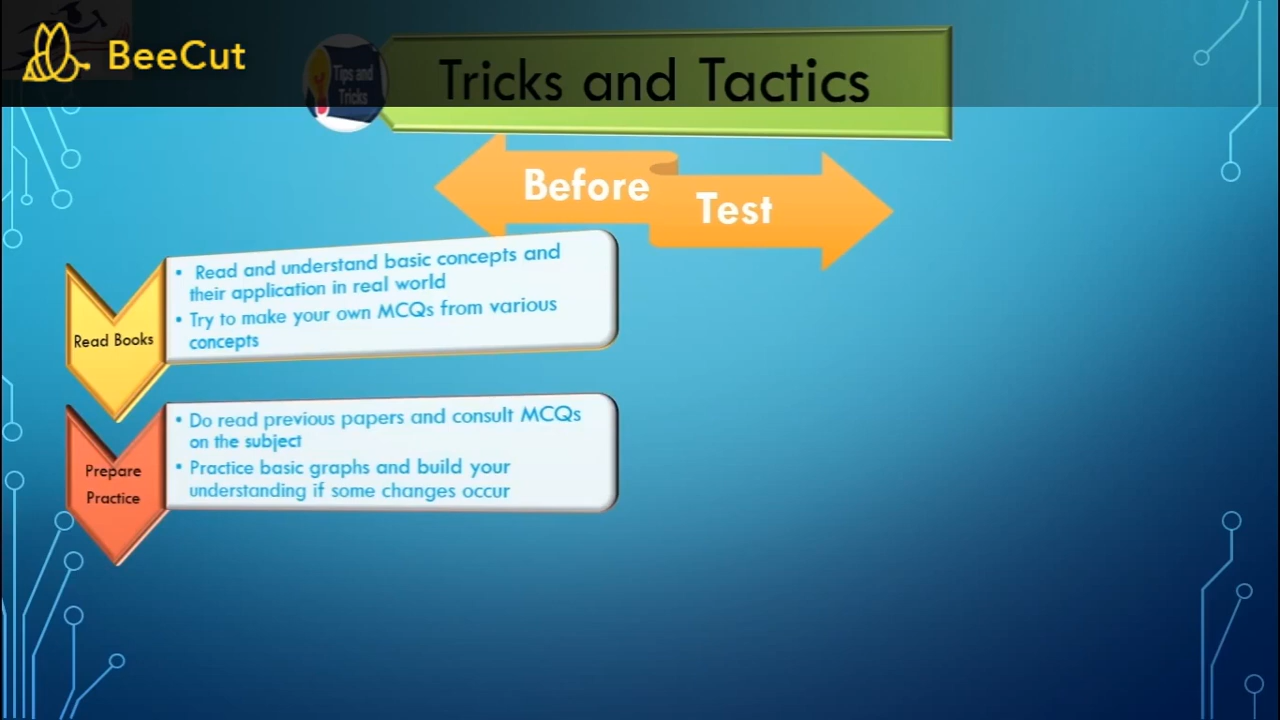 BeeCut
Tips and
Tricks
Tricks and Tactics
Before
Test
Read Books
• Read and understand basic concepts and
their application in real world
• Try to make your own MCQs from various
concepts
Prepare
Practice
• Do read previous papers and consult MCQs
on the subject
• Practice basic graphs and build your
understanding if some changes occur